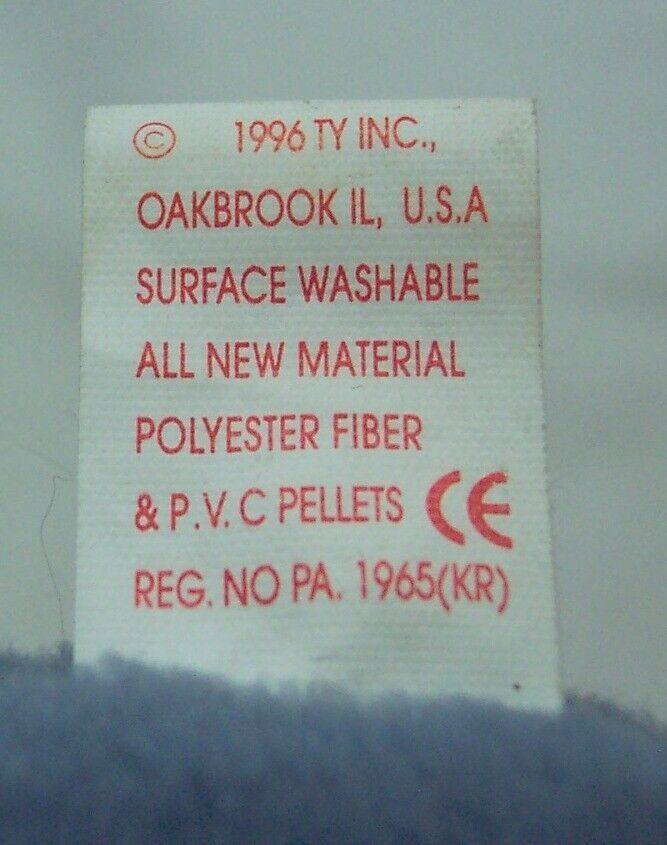 © 1996 TY INC.,
OAKBROOK IL, U.S.A
SURFACE WASHABLE
ALL NEW MATERIAL
POLYESTER FIBER
& P.V.C PELLETS CE
REG. NO PA. 1965(KR)